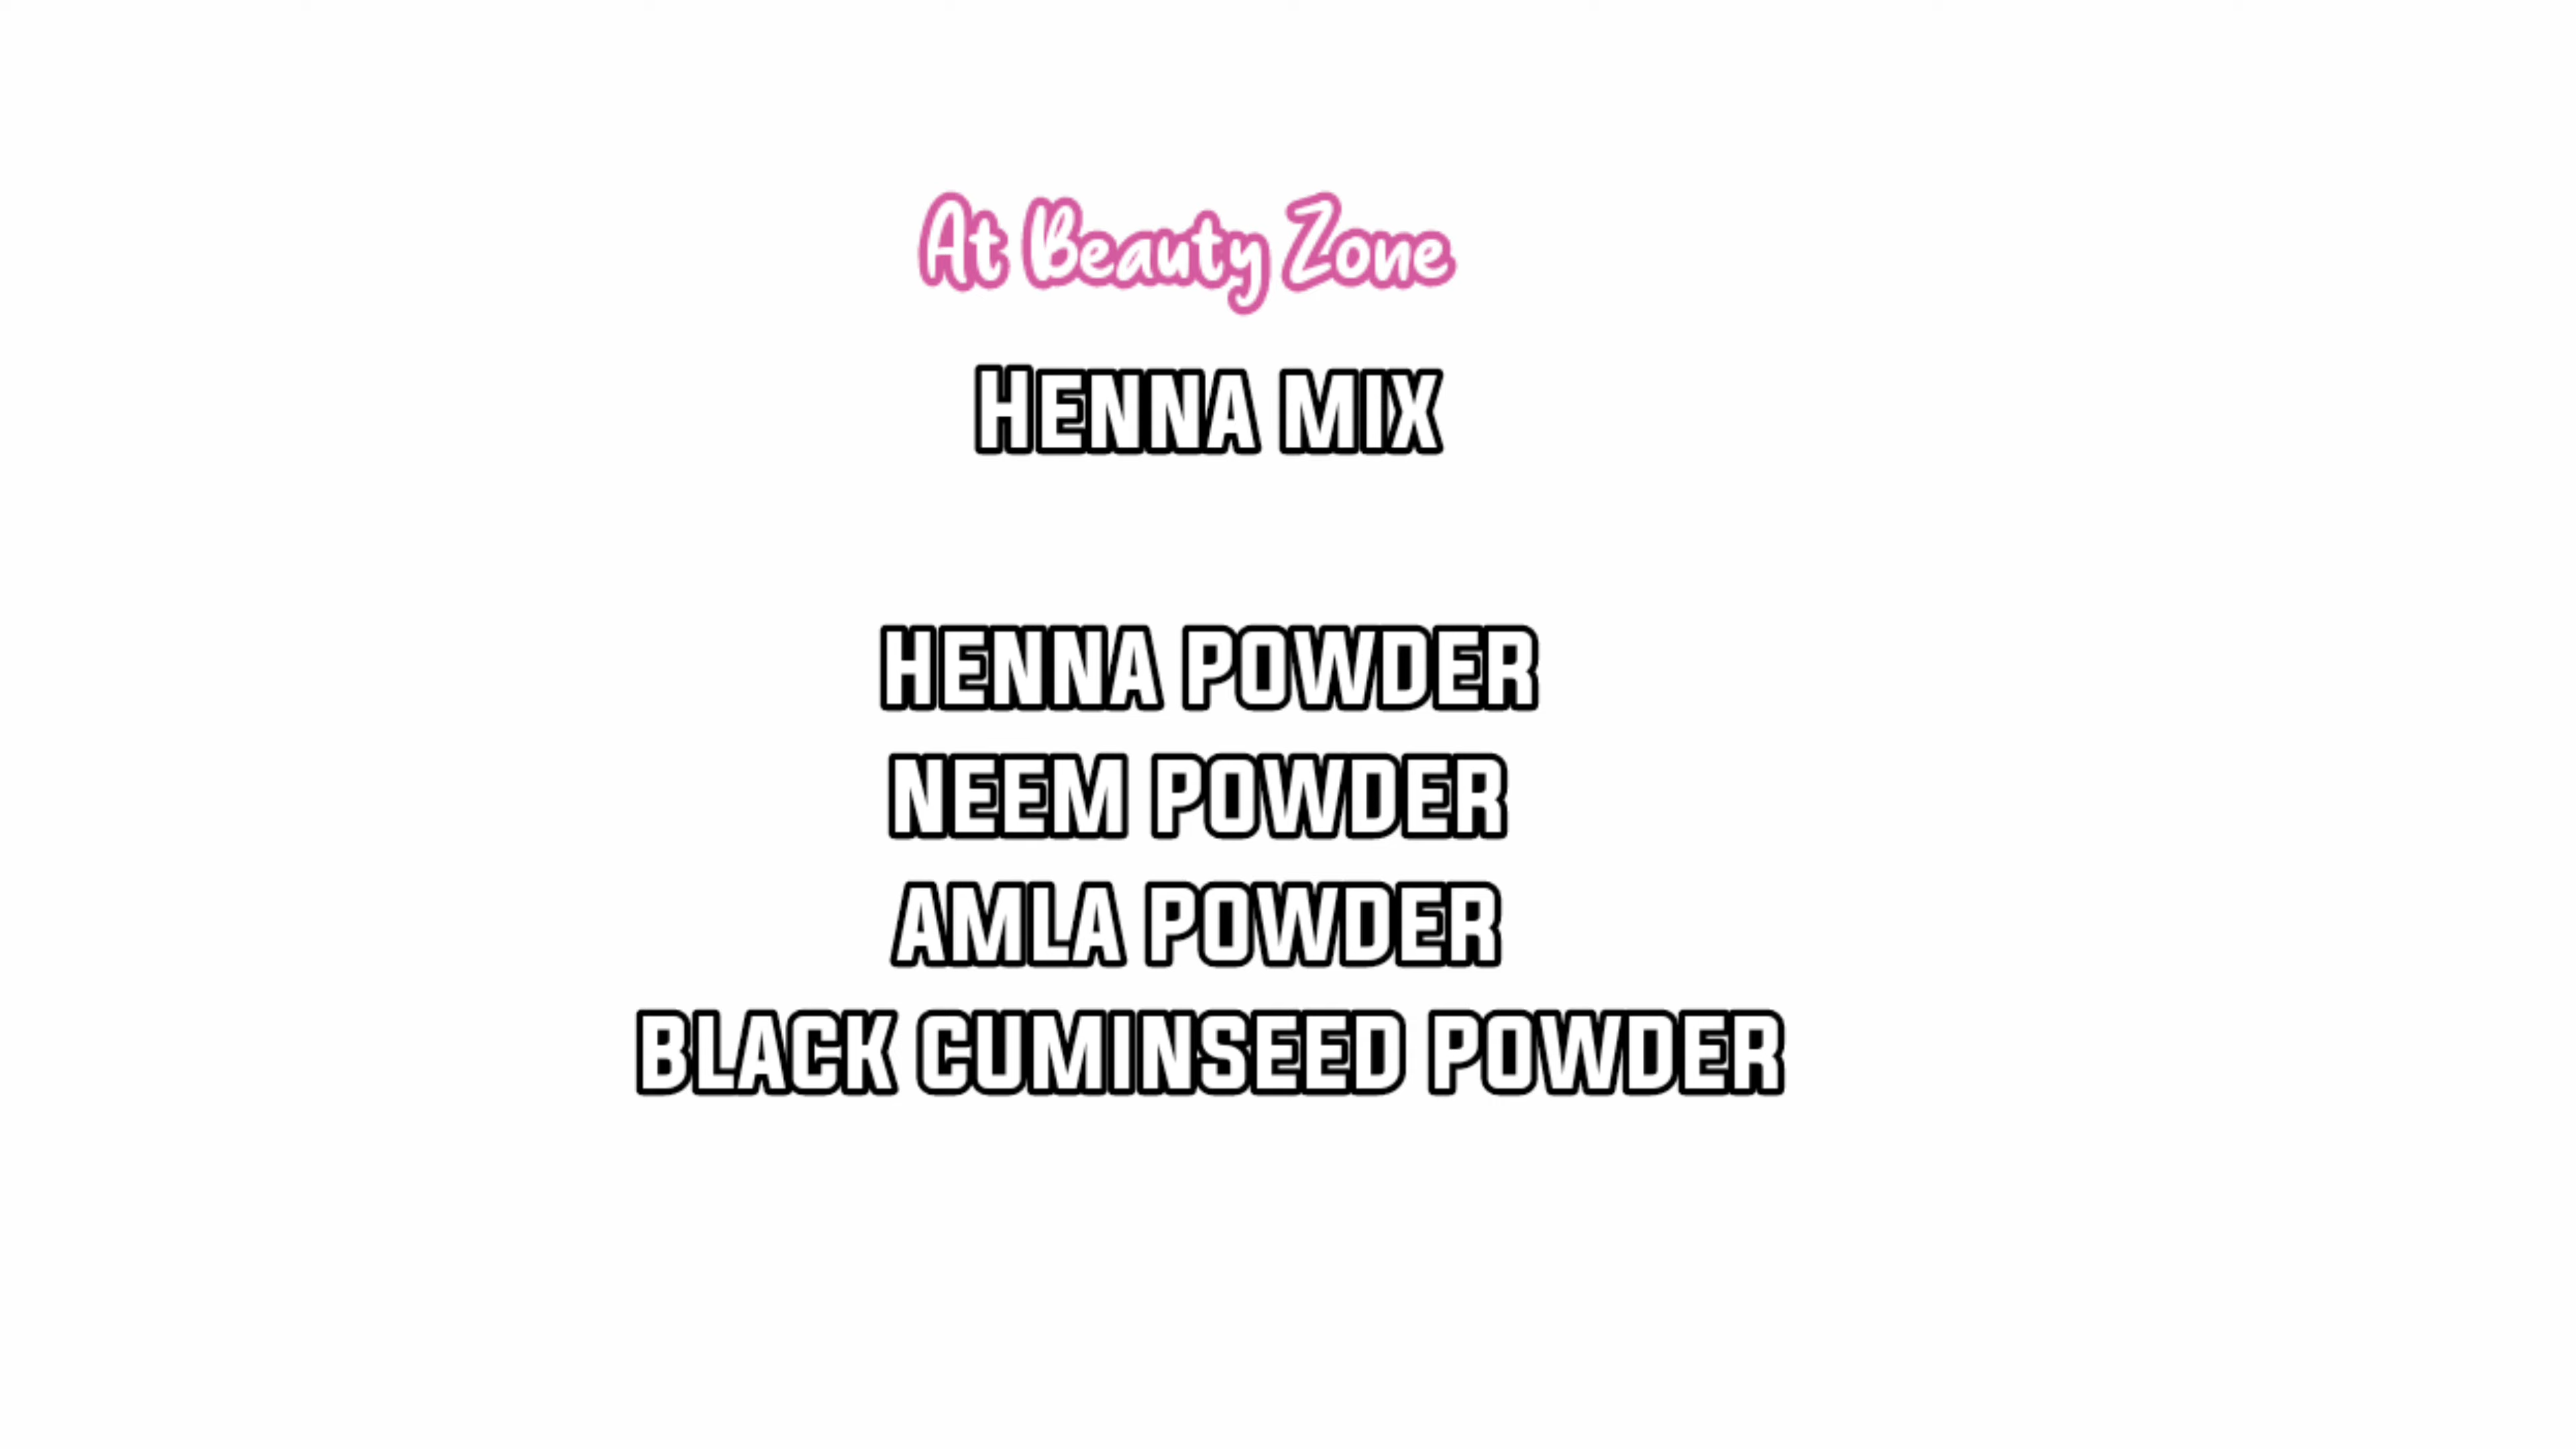 At Beauty Zone
HENNA MIX
HENNA POWDER
NEEM POWDER
AMLA POWDER
BLACK CUMINSEED POWDER